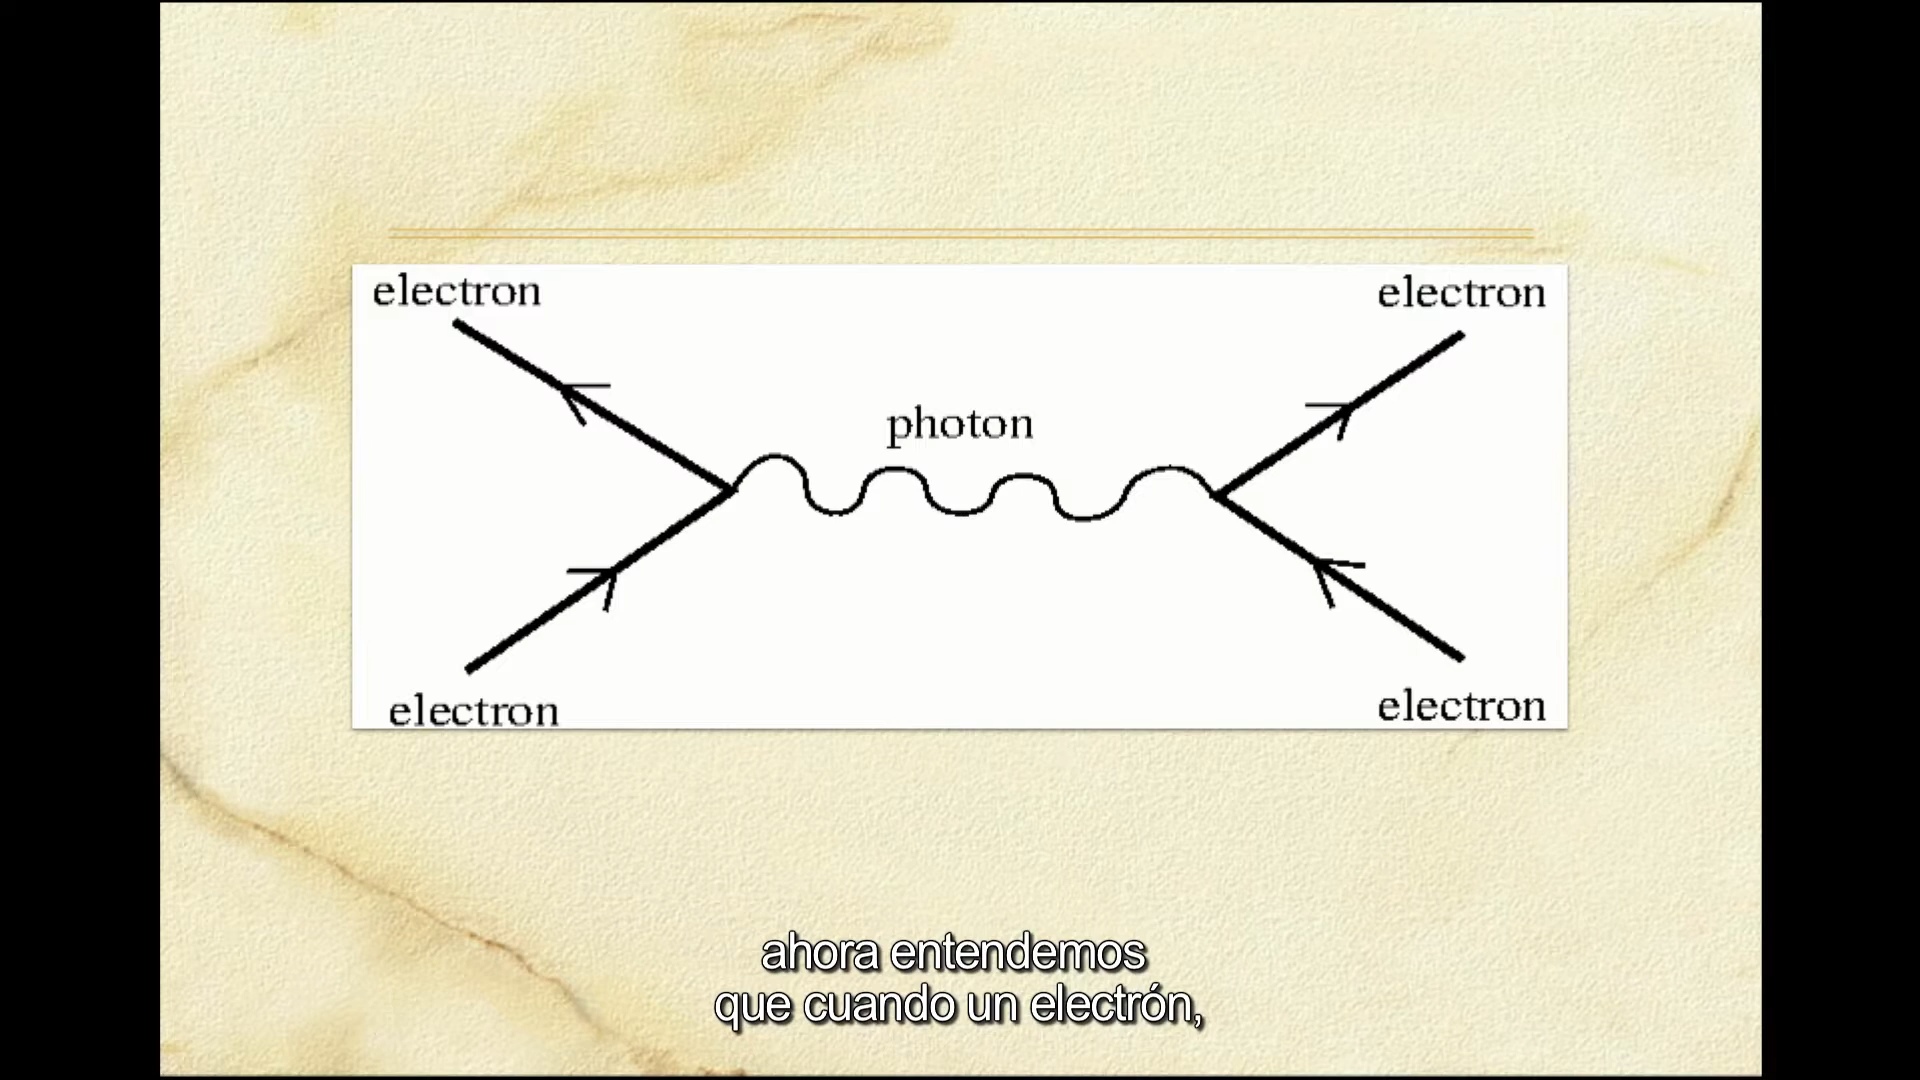 electron
electron
photon
electron
electron
ahora entendemos
que cuando un electrón,